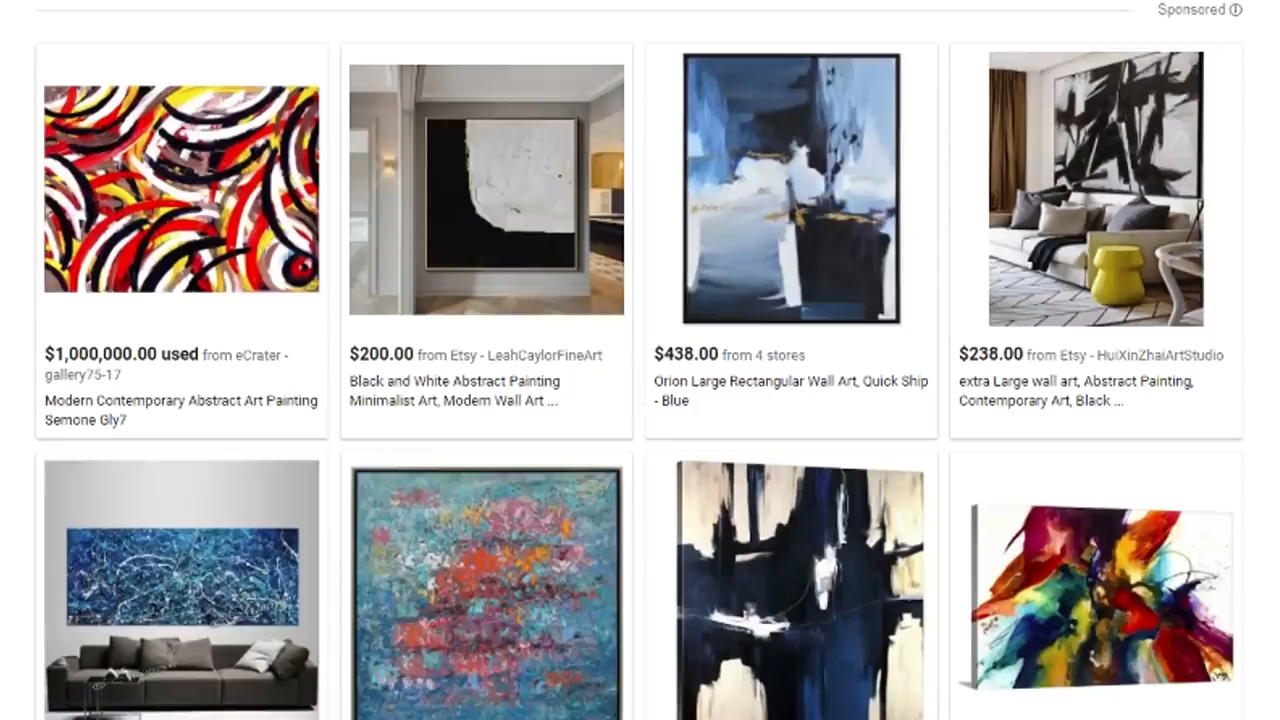 Sponsored
$1,000,000.00 used from eCrater -
gallery75-17
Modern Contemporary Abstract Art Painting
Semone Gly7
$200.00 from Etsy - LeahCaylorFineArt
Black and White Abstract Painting
Minimalist Art, Modern Wall Art ...
$438.00 from 4 stores
Orion Large Rectangular Wall Art, Quick Ship
- Blue
$238.00 from Etsy - HuiXinZhaiArtStudio
extra Large wall art, Abstract Painting,
Contemporary Art, Black ...